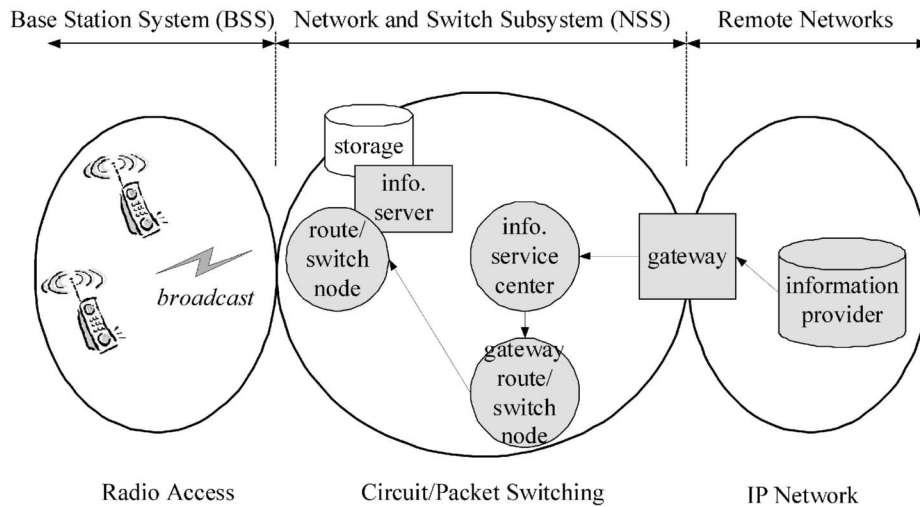 Base Station System (BSS)
Network and Switch Subsystem (NSS)
Remote Networks
storage
info.
server
route/
switch
node
info.
service
center
gateway
information
provider
broadcast
gateway
route/
switch
node
Radio Access
Circuit/Packet Switching
IP Network